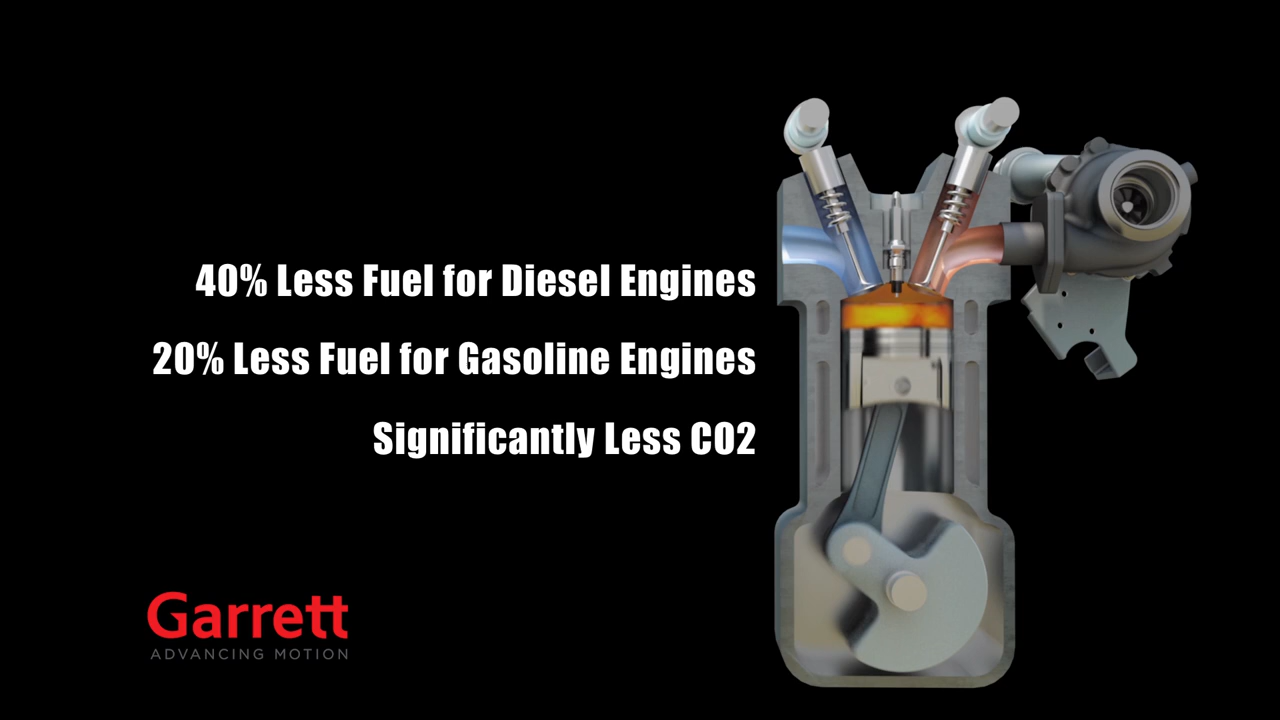 40% Less Fuel for Diesel Engines
20% Less Fuel for Gasoline Engines
Significantly Less CO2
Garrett
ADVANCING MOTION